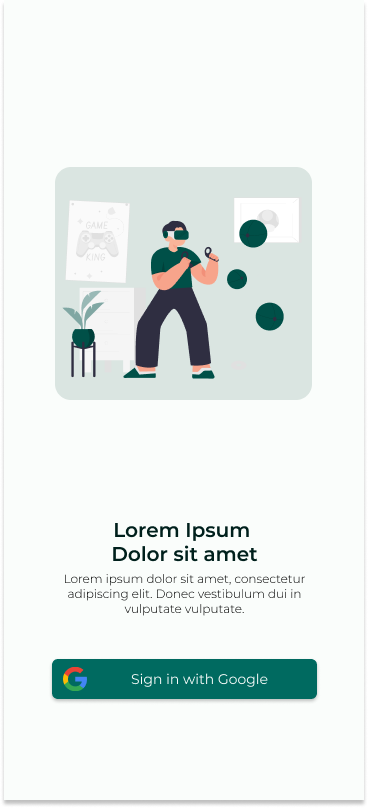 GAME
KING
Lorem Ipsum
Dolor sit amet
Lorem ipsum dolor sit amet, consectetur
adipiscing elit. Donec vestibulum dui in
vulputate vulputate.
Sign in with Google